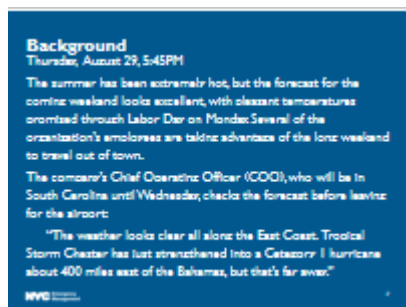 Background
Thursday, August 29, 5:45PM
The summer has been extremely hot, but the forecast for the
coming weekend looks excellent, with pleasant temperatures
promised through Labor Day on Monday. Several of the
organization's employees are taking advantage of the long weekend
to travel out of town.
The company's Chief Operating Officer (COO), who will be in
South Carolina until Wednesday, checks the forecast before leaving
for the airport:
"The weather looks clear all along the East Coast. Tropical
Storm Chester has just strengthened into a Category 1 hurricane
about 400 miles east of the Bahamas, but that's far away."
NYC Emergency
Management